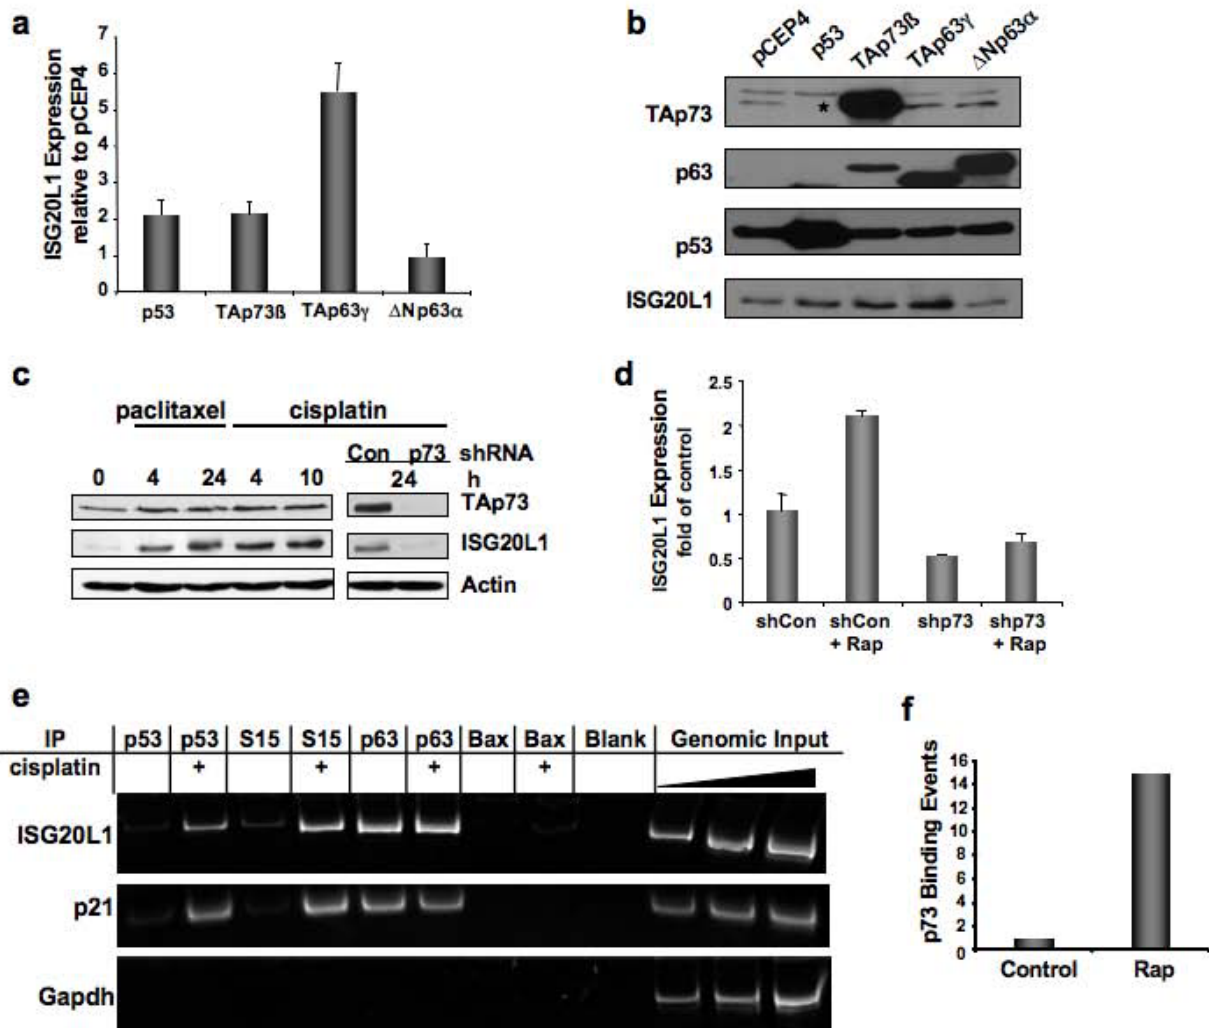 a
ISG20L1 Expression
relative to pCEP4
7
6
5
4
3
2
1
0
p53 TAp73ß TAp63γ ΔNp63α
b
pCEP4 p53 TAp73ß TAp63γ ΔNp63α
TAp73 *
p63
p53
ISG20L1
c
paclitaxel cisplatin
Con p73 shRNA
0 4 24 4 10 24 h
TAp73
ISG20L1
Actin
d
ISG20L1 Expression
fold of control
2.5
2
1.5
1
0.5
0
shCon shCon + Rap shp73 shp73 + Rap
e
IP p53 p53 S15 S15 p63 p63 Bax Bax Blank Genomic Input
cisplatin + + + +
ISG20L1
p21
Gapdh
f
p73 Binding Events
16
14
12
10
8
6
4
2
0
Control Rap